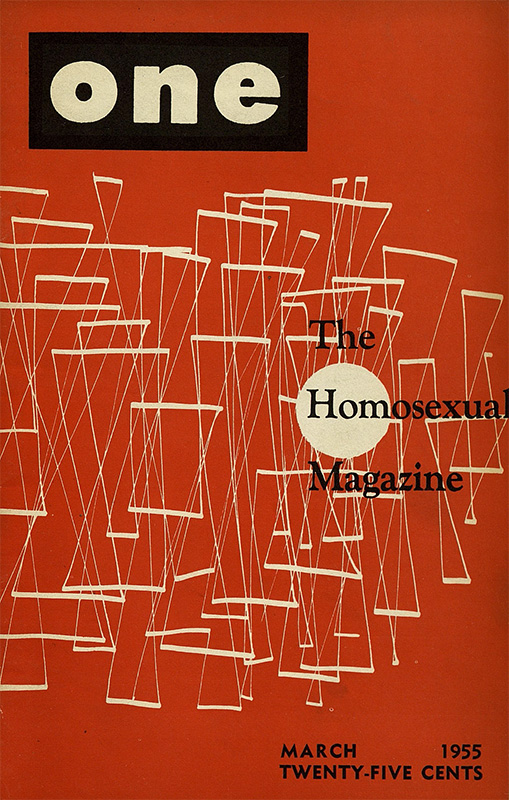 one
The
Homosexual
Magazine
MARCH 1955
TWENTY-FIVE CENTS